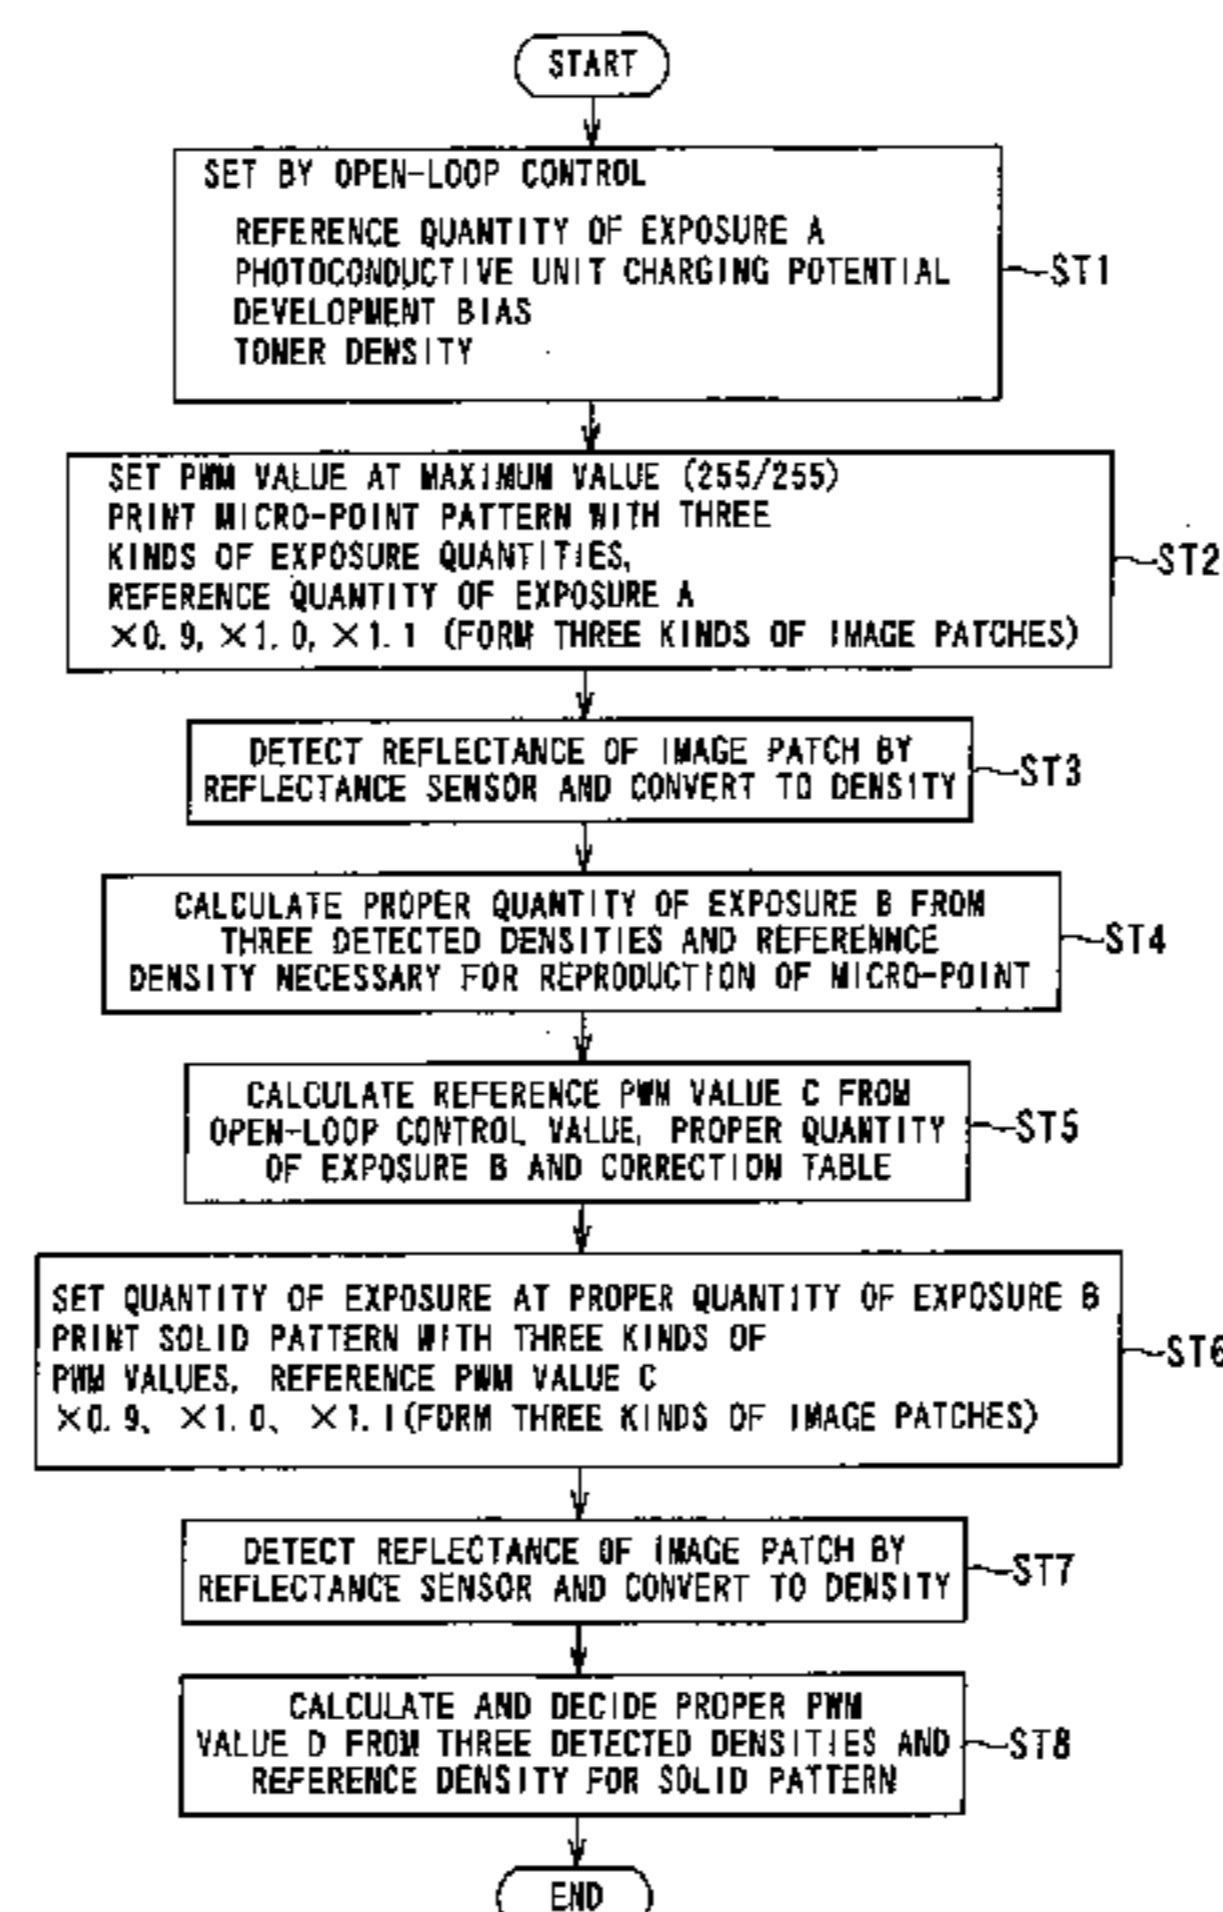 START
SET BY OPEN-LOOP CONTROL
REFERENCE QUANTITY OF EXPOSURE A
PHOTOCONDUCTIVE UNIT CHARGING POTENTIAL
DEVELOPMENT BIAS
TONER DENSITY
ST1
SET PWM VALUE AT MAXIMUM VALUE (255/255)
PRINT MICRO-POINT PATTERN WITH THREE
KINDS OF EXPOSURE QUANTITIES,
REFERENCE QUANTITY OF EXPOSURE A
×0.9, ×1.0, ×1.1 (FORM THREE KINDS OF IMAGE PATCHES)
ST2
DETECT REFLECTANCE OF IMAGE PATCH BY
REFLECTANCE SENSOR AND CONVERT TO DENSITY
ST3
CALCULATE PROPER QUANTITY OF EXPOSURE B FROM
THREE DETECTED DENSITIES AND REFERENNCE
DENSITY NECESSARY FOR REPRODUCTION OF MICRO-POINT
ST4
CALCULATE REFERENCE PWM VALUE C FROM
OPEN-LOOP CONTROL VALUE, PROPER QUANTITY
OF EXPOSURE B AND CORRECTION TABLE
ST5
SET QUANTITY OF EXPOSURE AT PROPER QUANTITY OF EXPOSURE B
PRINT SOLID PATTERN WITH THREE KINDS OF
PWM VALUES, REFERENCE PWM VALUE C
×0.9、 ×1.0、 ×1.1(FORM THREE KINDS OF IMAGE PATCHES)
ST6
DETECT REFLECTANCE OF IMAGE PATCH BY
REFLECTANCE SENSOR AND CONVERT TO DENSITY
ST7
CALCULATE AND DECIDE PROPER PWM
VALUE D FROM THREE DETECTED DENSITIES AND
REFERENCE DENSITY FOR SOLID PATTERN
ST8
END